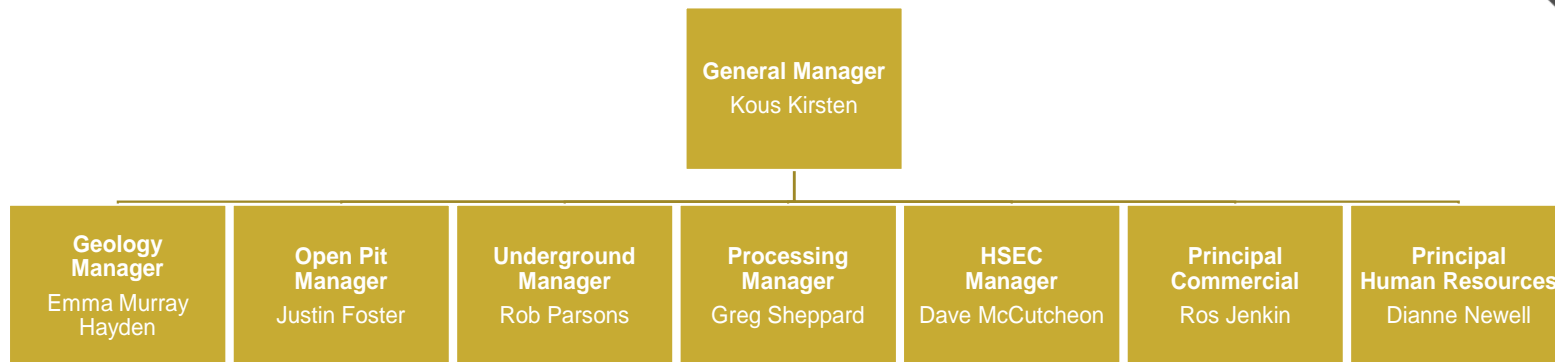 General Manager
Kous Kirsten
Geology
Manager
Emma Murray
Hayden
Open Pit
Manager
Justin Foster
Underground
Manager
Rob Parsons
Processing
Manager
Greg Sheppard
HSEC
Manager
Dave McCutcheon
Principal
Commercial
Ros Jenkin
Principal
Human Resources
Dianne Newell